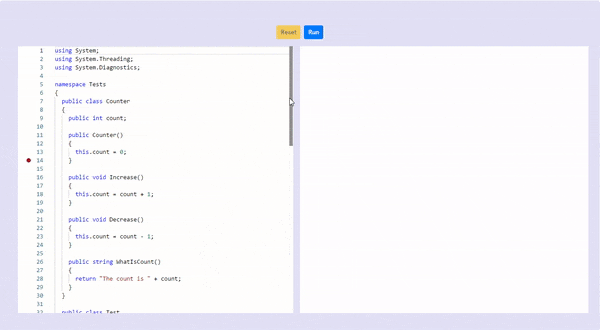 Reset Run
1 using System;
2 using System.Threading;
3 using System.Diagnostics;
4
5 namespace Tests
6 {
7 public class Counter
8 {
9 public int count;
10
11 public Counter()
12 {
13 this.count = 0;
14 }
15
16 public void Increase()
17 {
18 this.count = count + 1;
19 }
20
21 public void Decrease()
22 {
23 this.count = count - 1;
24 }
25
26 public string WhatIsCount()
27 {
28 return "The count is " + count;
29 }
30 }
31
32 public class Test